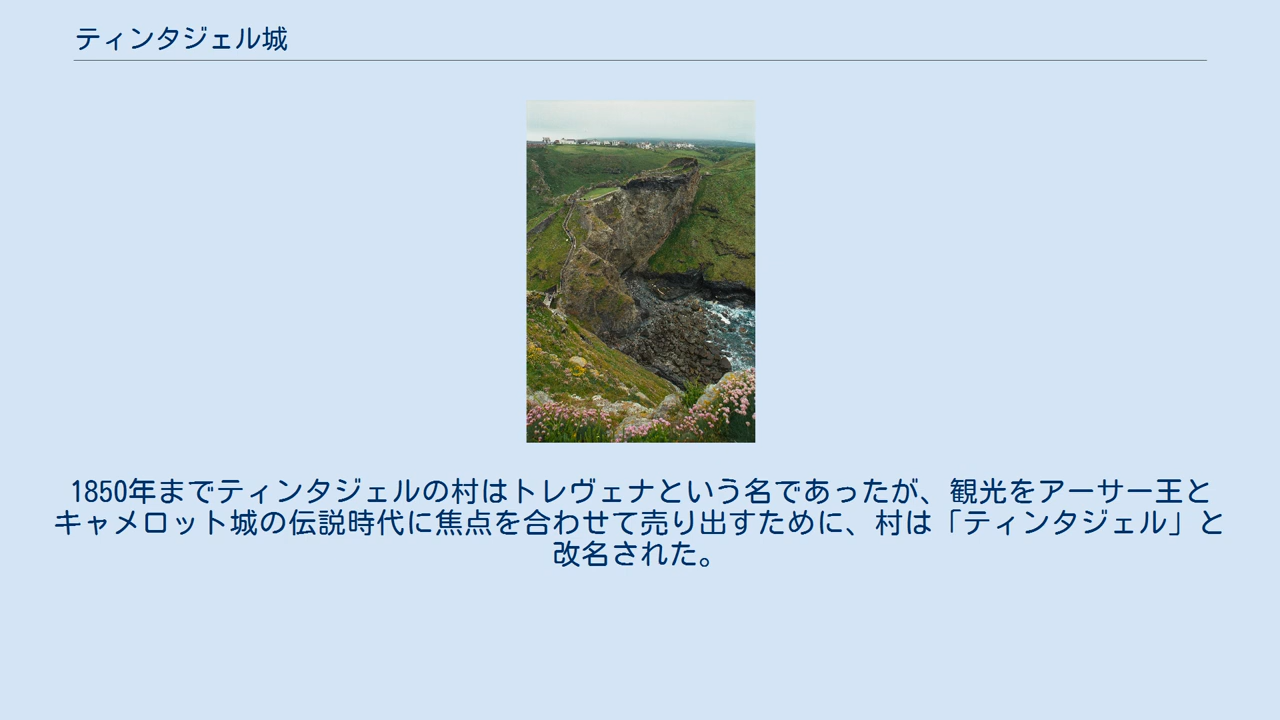 ティンタジェル城
1850年までティンタジェルの村はトレヴェナという名であったが、観光をアーサー王と
キャメロット城の伝説時代に焦点を合わせて売り出すために、村は「ティンタジェル」と
改名された。